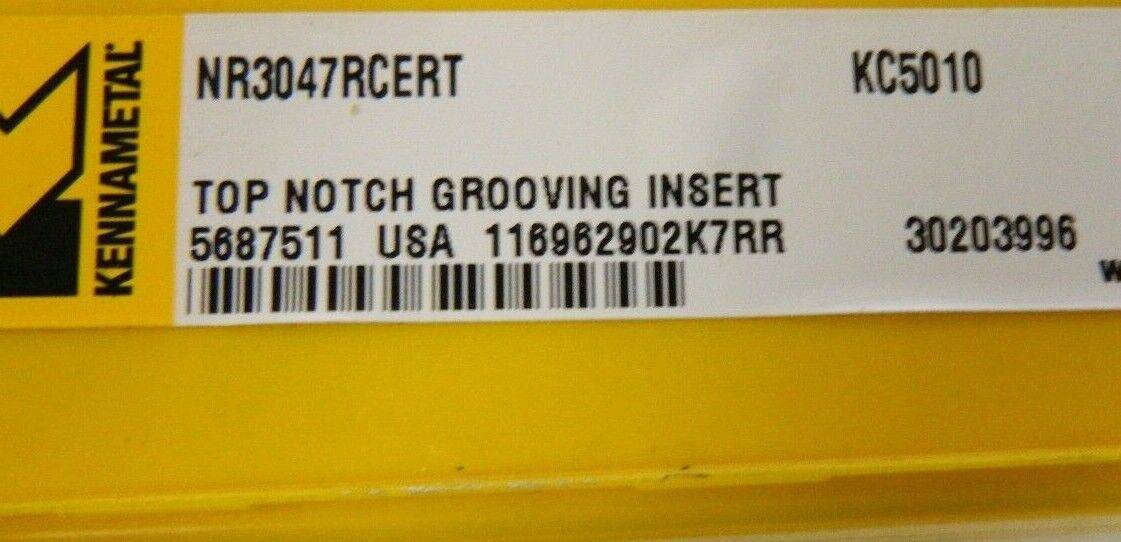 KENNAMETAL
NR3047RCERT KC5010
TOP NOTCH GROOVING INSERT
5687511 USA 116962902K7RR 30203996